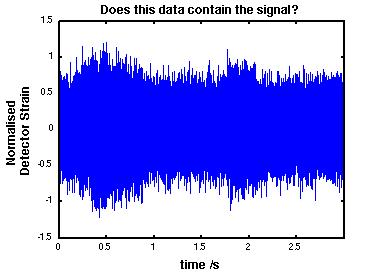 Does this data contain the signal?
1.5
1
0.5
0
-0.5
-1
-1.5
Normalised
Detector Strain
0 0.5 1 1.5 2 2.5
time /s